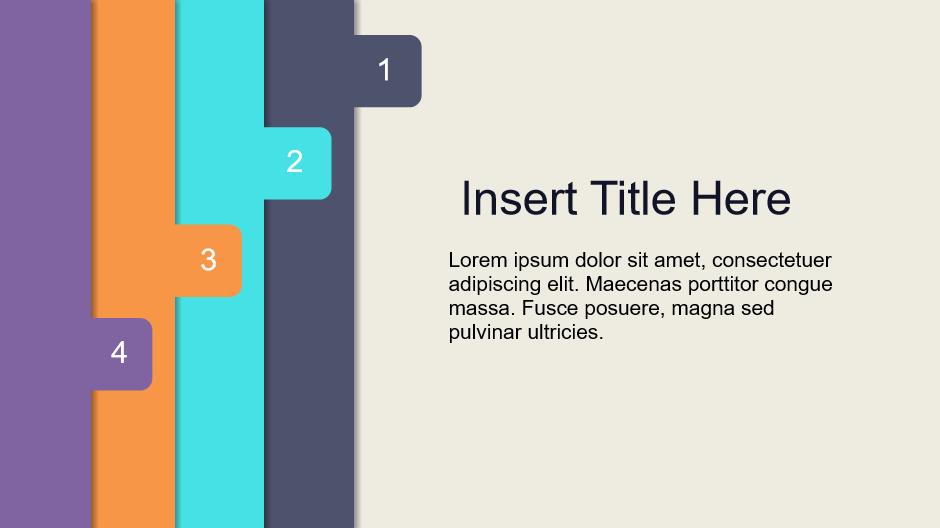 1
2
Insert Title Here
3
Lorem ipsum dolor sit amet, consectetuer
adipiscing elit. Maecenas porttitor congue
massa. Fusce posuere, magna sed
pulvinar ultricies.
4